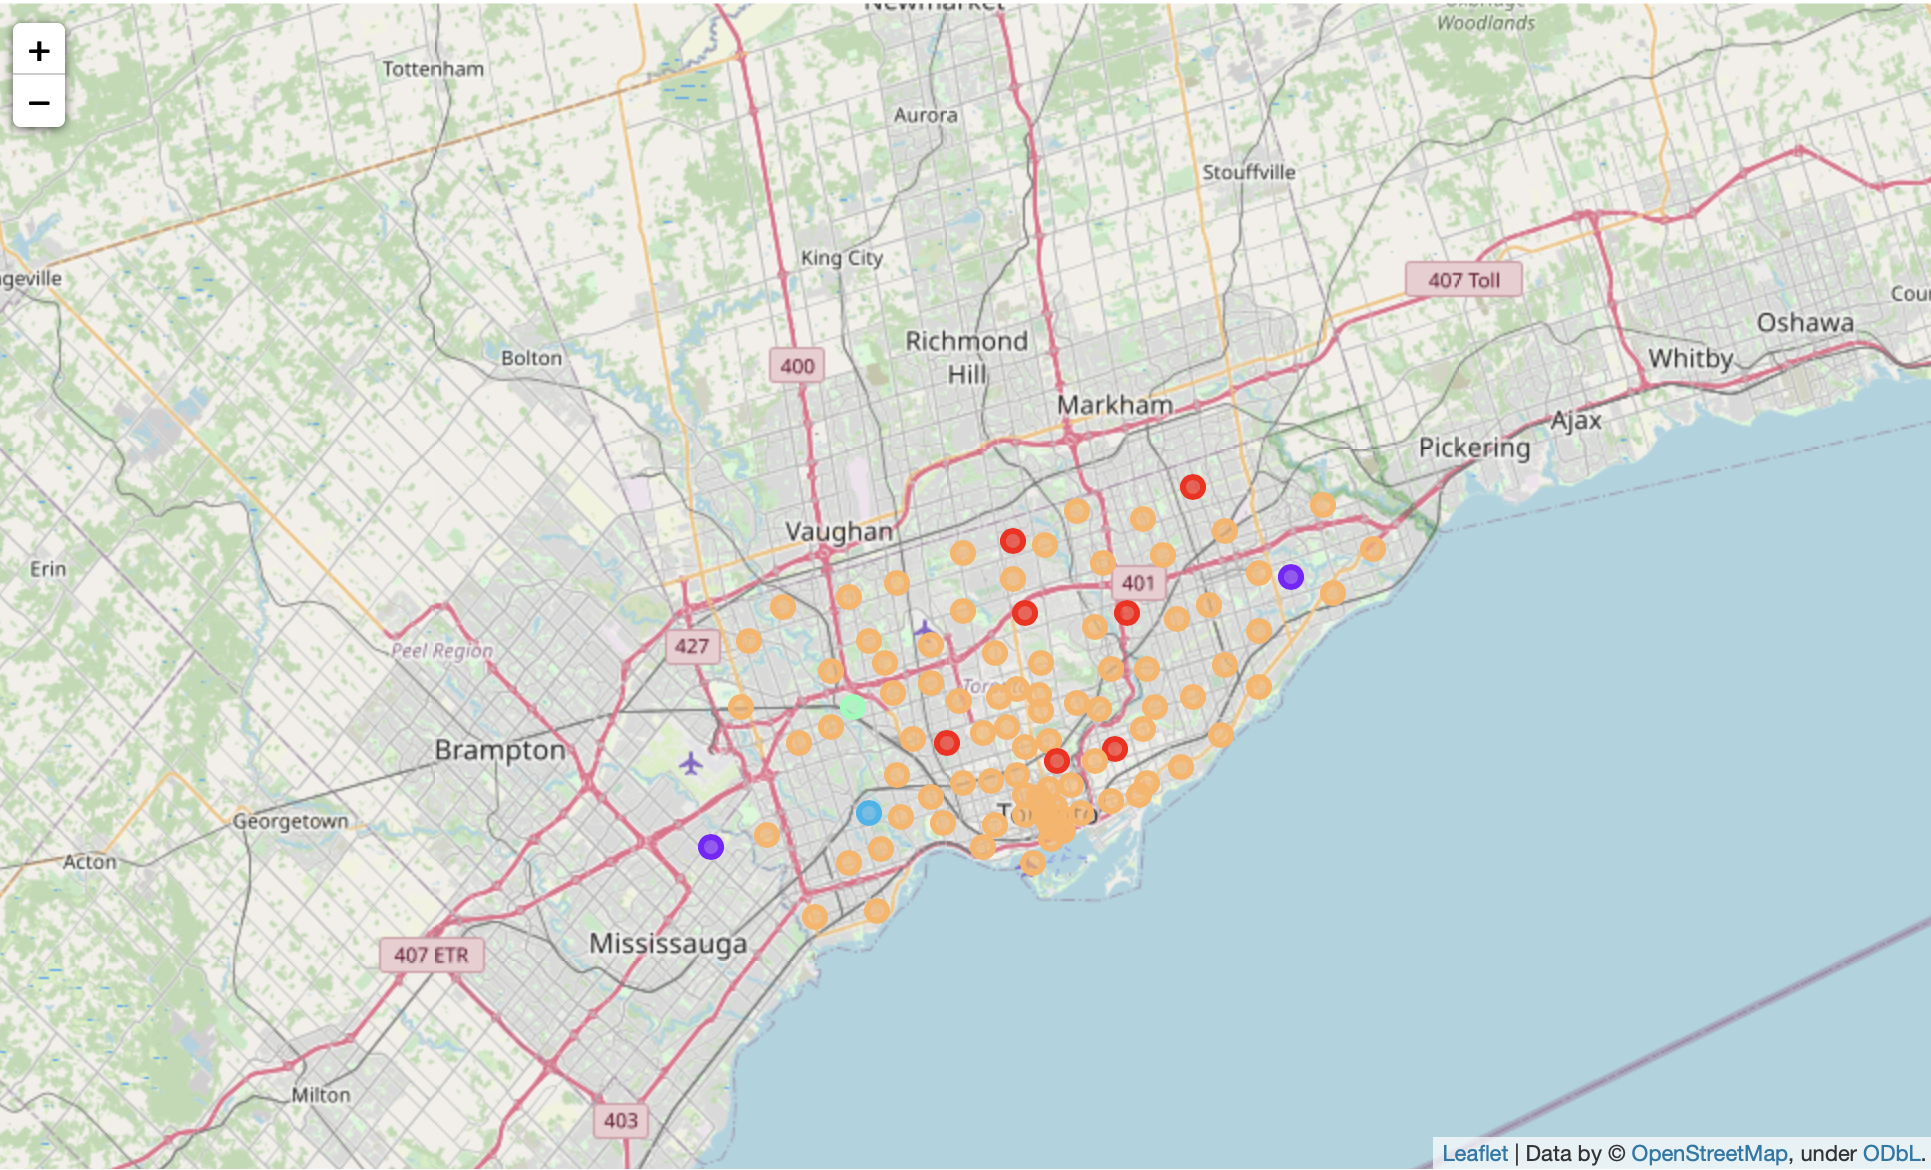 Newmarket
Woodlands
+
−
Tottenham
Aurora
Stouffville
King City
407 Toll
geville
Oshawa
Richmond
Hill
Whitby
Bolton
400
Markham
Ajax
Pickering
Vaughan
Erin
401
427
Peel Region
Brampton
Toronto
Georgetown
Acton
Mississauga
407 ETR
Milton
403
Leaflet | Data by © OpenStreetMap, under ODbL.